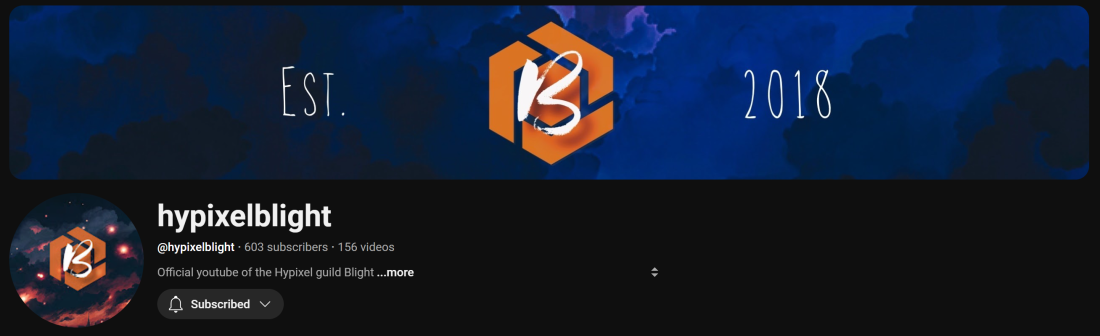 EST.
B
2018
B
hypixelblight
@hypixelblight · 603 subscribers · 156 videos
Official youtube of the Hypixel guild Blight ...more
Subscribed